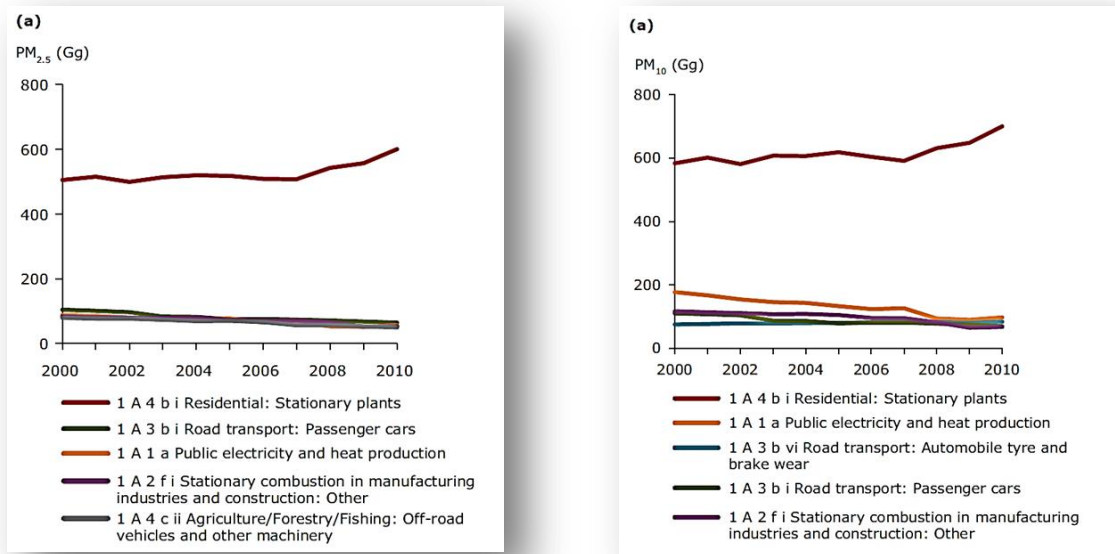 (a)
PM2.5 (Gg)
800
600
400
200
0
2000 2002 2004 2006 2008 2010
1 A 4 b i Residential: Stationary plants
1 A 3 b i Road transport: Passenger cars
1 A 1 a Public electricity and heat production
1 A 2 f i Stationary combustion in manufacturing
industries and construction: Other
1 A 4 c ii Agriculture/Forestry/Fishing: Off-road
vehicles and other machinery
(a)
PM10 (Gg)
800
600
400
200
0
2000 2002 2004 2006 2008 2010
1 A 4 b i Residential: Stationary plants
1 A 1 a Public electricity and heat production
1 A 3 b vi Road transport: Automobile tyre and
brake wear
1 A 3 b i Road transport: Passenger cars
1 A 2 f i Stationary combustion in manufacturing
industries and construction: Other